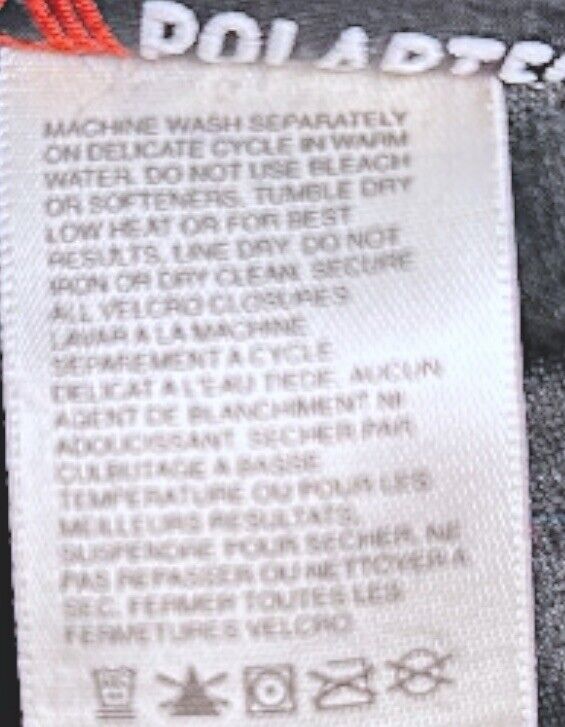 POLARTE
MACHINE WASH SEPARATELY
ON DELICATE CYCLE IN WARM
WATER. DO NOT USE BLEACH
OR SOFTENERS. TUMBLE DRY
LOW HEAT OR FOR BEST
RESULTS, LINE DRY. DO NOT
IRON OR DRY CLEAN. SECURE
ALL VELCRO CLOSURES.
LAVAR A LA MACHINE
SEPAREMENT A CYCLE
DELICAT A L'EAU TIEDE. AUCUN
AGENT DE BLANCHIMENT NI
ADOUCISSANT. SECHER PAR
CULBUTAGE A BASSE
TEMPERATURE OU POUR LES
MEILLEURS RESULTATS,
SUSPENDRE POUR SECHER. NE
PAS REPASSER OU NETTOYER A
SEC. FERMER TOUTES LES
FERMETURES VELCRO.